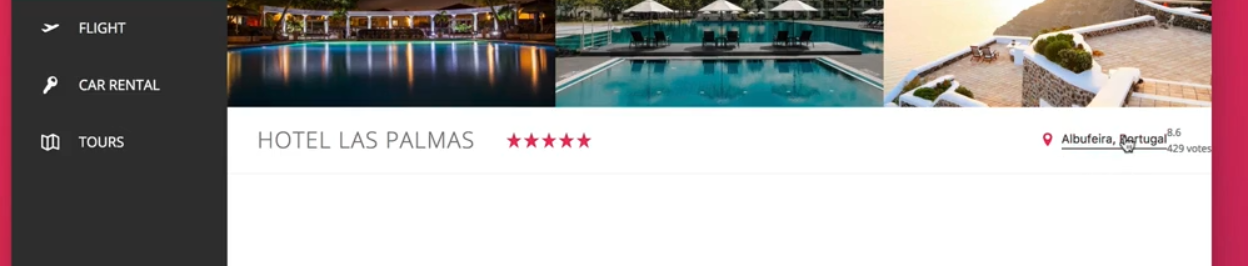 FLIGHT
CAR RENTAL
TOURS
HOTEL LAS PALMAS
Albufeira, Portugal
8.6
429 votes